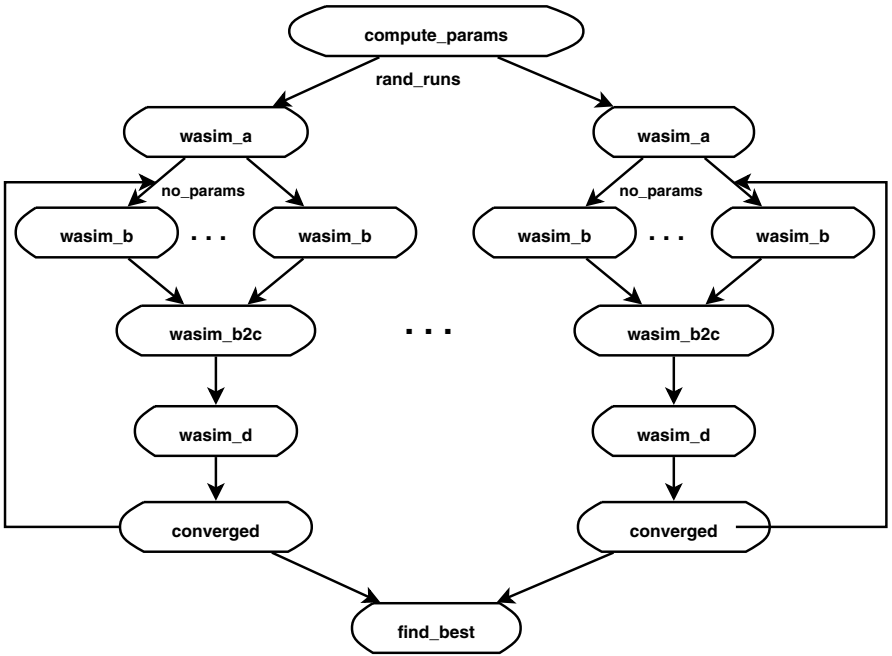 compute_params
rand_runs
wasim_a
wasim_a
no_params
no_params
wasim_b
. . .
wasim_b
wasim_b
. . .
wasim_b
wasim_b2c
. . .
wasim_b2c
wasim_d
wasim_d
converged
converged
find_best